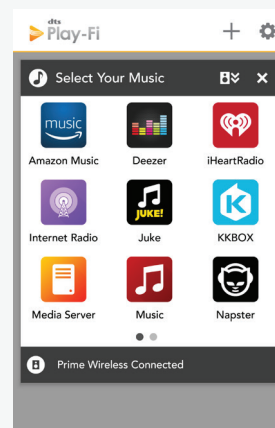 dts
Play-Fi
Select Your Music
music
Amazon Music
Deezer
iHeartRadio
Internet Radio
JUKE!
Juke
KKBOX
Media Server
Music
Napster
Prime Wireless Connected